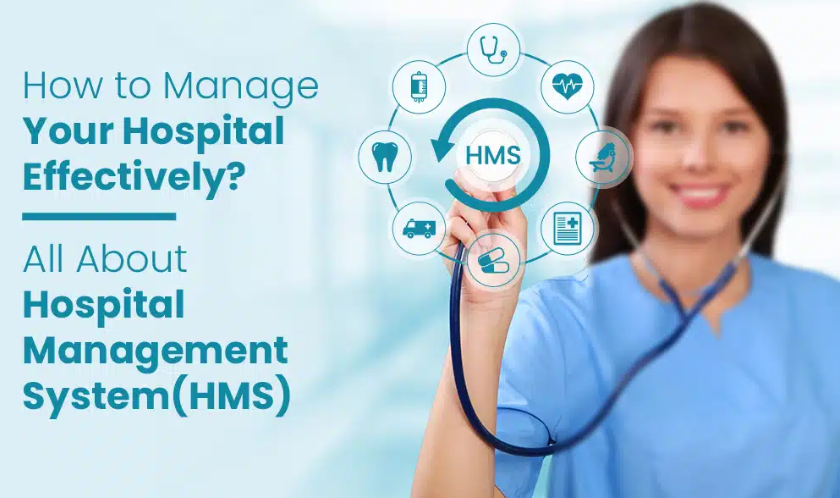 How to Manage
Your Hospital
Effectively?
All About
Hospital
Management
System(HMS)
HMS